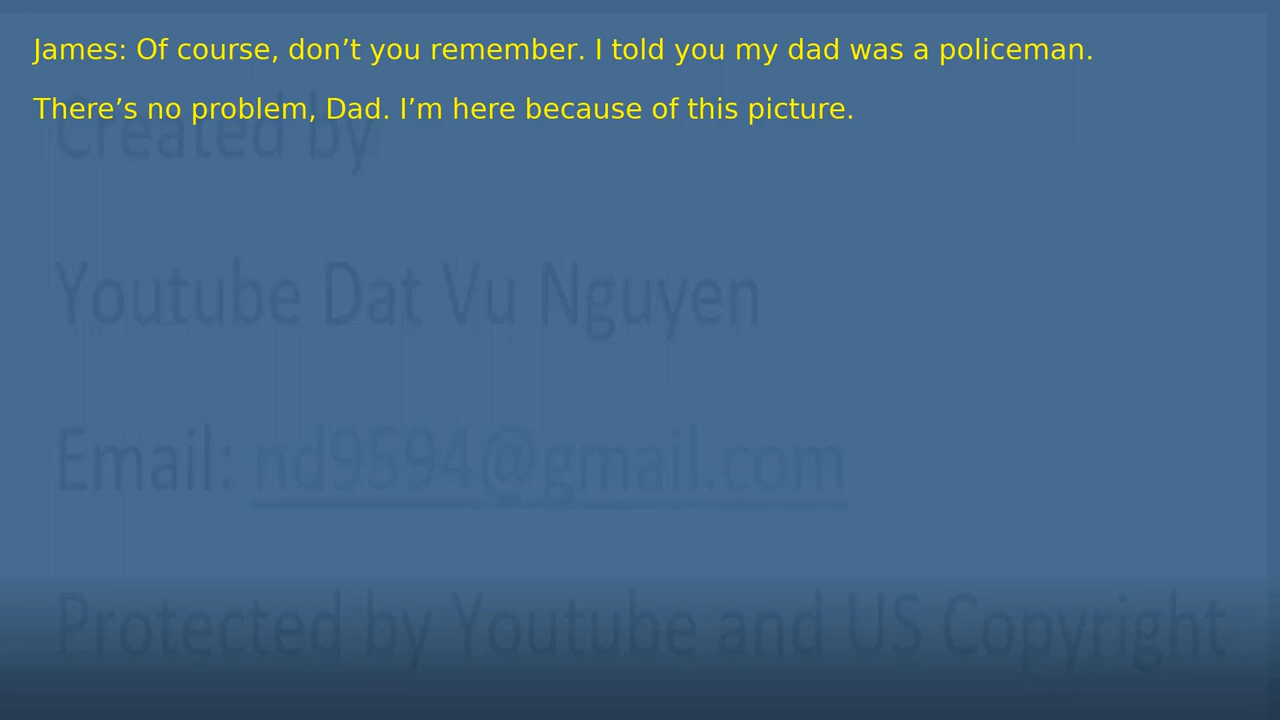 James: Of course, don’t you remember. I told you my dad was a policeman.
There’s no problem, Dad. I’m here because of this picture.
Created by
Youtube Dat Vu Nguyen
Email: nd9594@gmail.com
Protected by Youtube and US Copyright